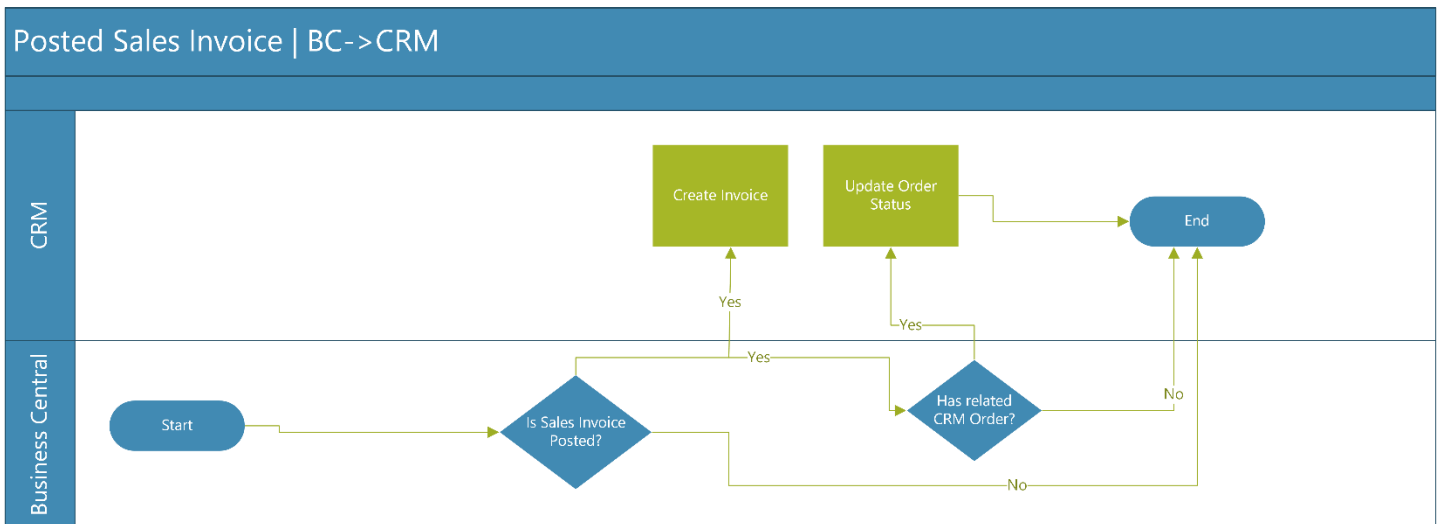 Posted Sales Invoice | BC->CRM
CRM
Create Invoice
Update Order
Status
End
Yes
Yes
Business Central
Start
Is Sales Invoice
Posted?
Yes
Has related
CRM Order?
No
No